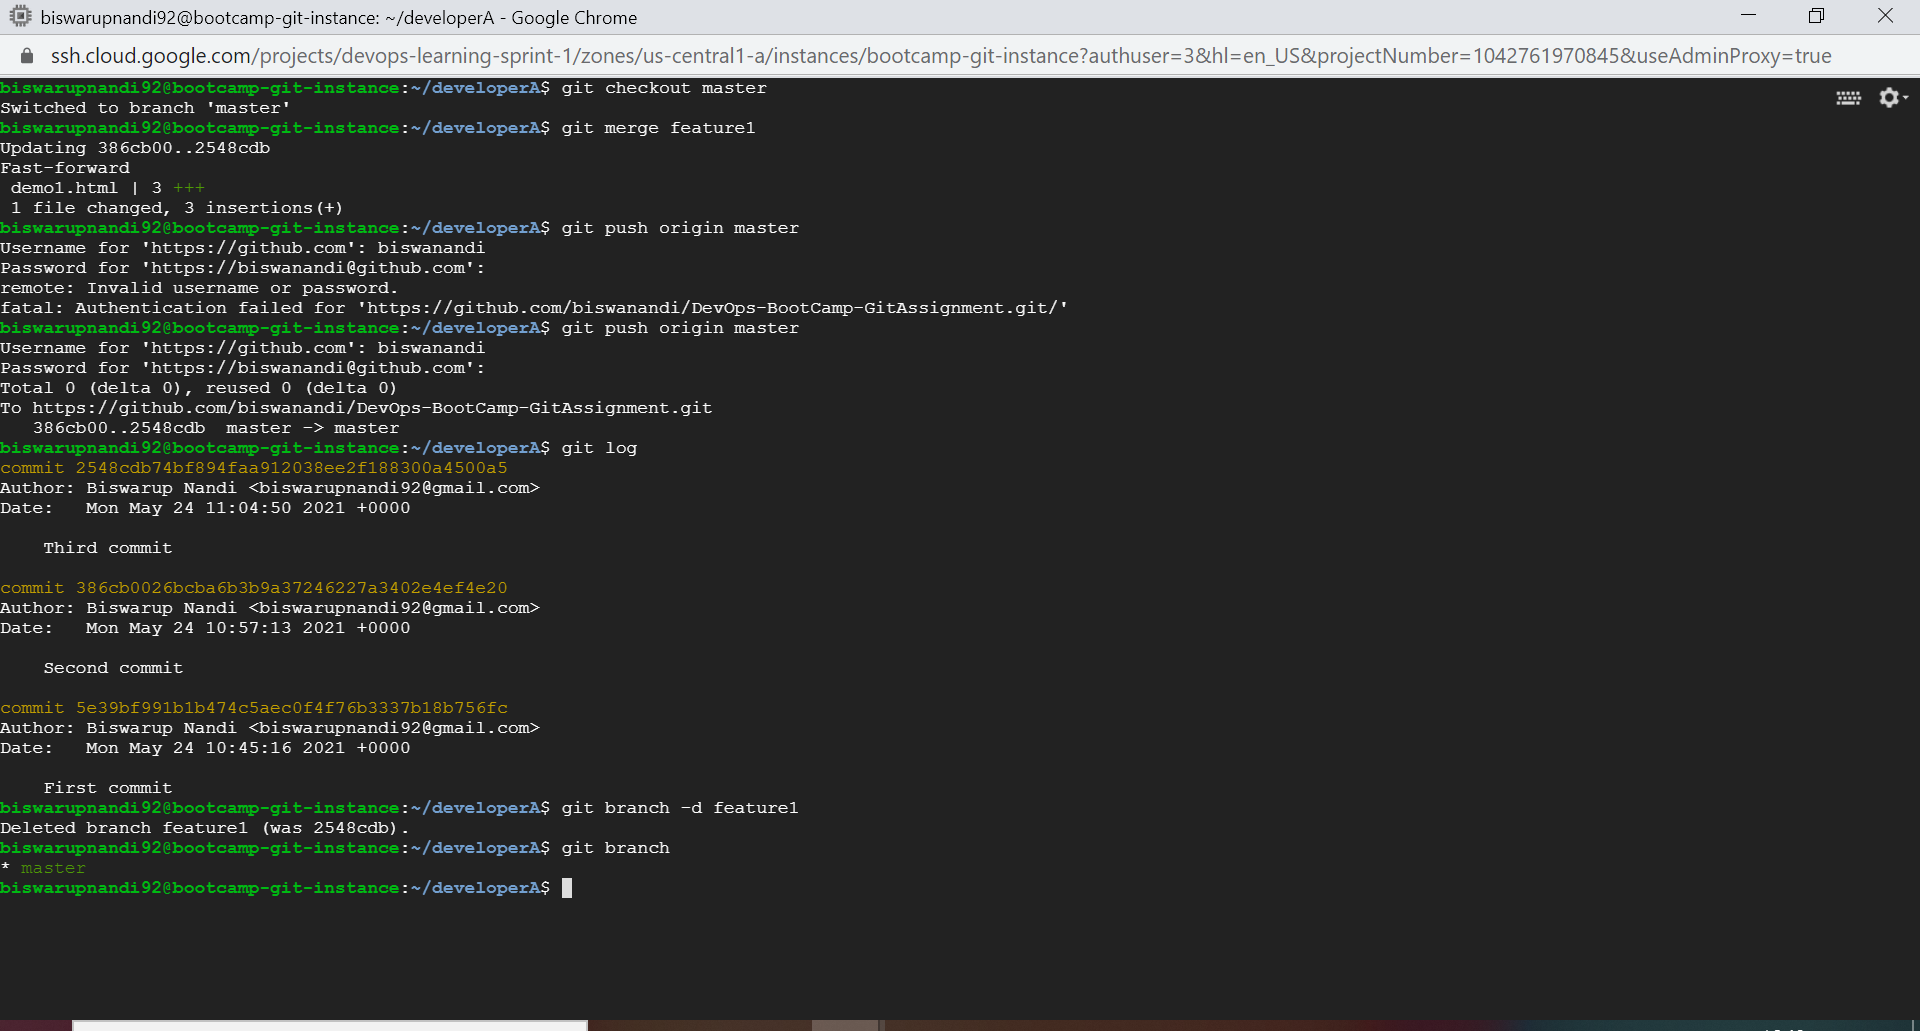 biswarupnandi92@bootcamp-git-instance: ~/developerA - Google Chrome
ssh.cloud.google.com/projects/devops-learning-sprint-1/zones/us-central1-a/instances/bootcamp-git-instance?authuser=3&hl=en_US&projectNumber=1042761970845&useAdminProxy=true
biswarupnandi92@bootcamp-git-instance:~/developerA$ git checkout master
Switched to branch 'master'
biswarupnandi92@bootcamp-git-instance:~/developerA$ git merge feature1
Updating 386cb00..2548cdb
Fast-forward
 demo1.html | 3 +++
 1 file changed, 3 insertions(+)
biswarupnandi92@bootcamp-git-instance:~/developerA$ git push origin master
Username for 'https://github.com': biswanandi
Password for 'https://biswanandi@github.com':
remote: Invalid username or password.
fatal: Authentication failed for 'https://github.com/biswanandi/DevOps-BootCamp-GitAssignment.git/'
biswarupnandi92@bootcamp-git-instance:~/developerA$ git push origin master
Username for 'https://github.com': biswanandi
Password for 'https://biswanandi@github.com':
Total 0 (delta 0), reused 0 (delta 0)
To https://github.com/biswanandi/DevOps-BootCamp-GitAssignment.git
   386cb00..2548cdb  master -> master
biswarupnandi92@bootcamp-git-instance:~/developerA$ git log
commit 2548cdb74bf894faa912038ee2f188300a4500a5
Author: Biswarup Nandi <biswarupnandi92@gmail.com>
Date:   Mon May 24 11:04:50 2021 +0000
    Third commit
commit 386cb0026bcba6b3b9a37246227a3402e4ef4e20
Author: Biswarup Nandi <biswarupnandi92@gmail.com>
Date:   Mon May 24 10:57:13 2021 +0000
    Second commit
commit 5e39bf991b1b474c5aec0f4f76b3337b18b756fc
Author: Biswarup Nandi <biswarupnandi92@gmail.com>
Date:   Mon May 24 10:45:16 2021 +0000
    First commit
biswarupnandi92@bootcamp-git-instance:~/developerA$ git branch -d feature1
Deleted branch feature1 (was 2548cdb).
biswarupnandi92@bootcamp-git-instance:~/developerA$ git branch
* master
biswarupnandi92@bootcamp-git-instance:~/developerA$